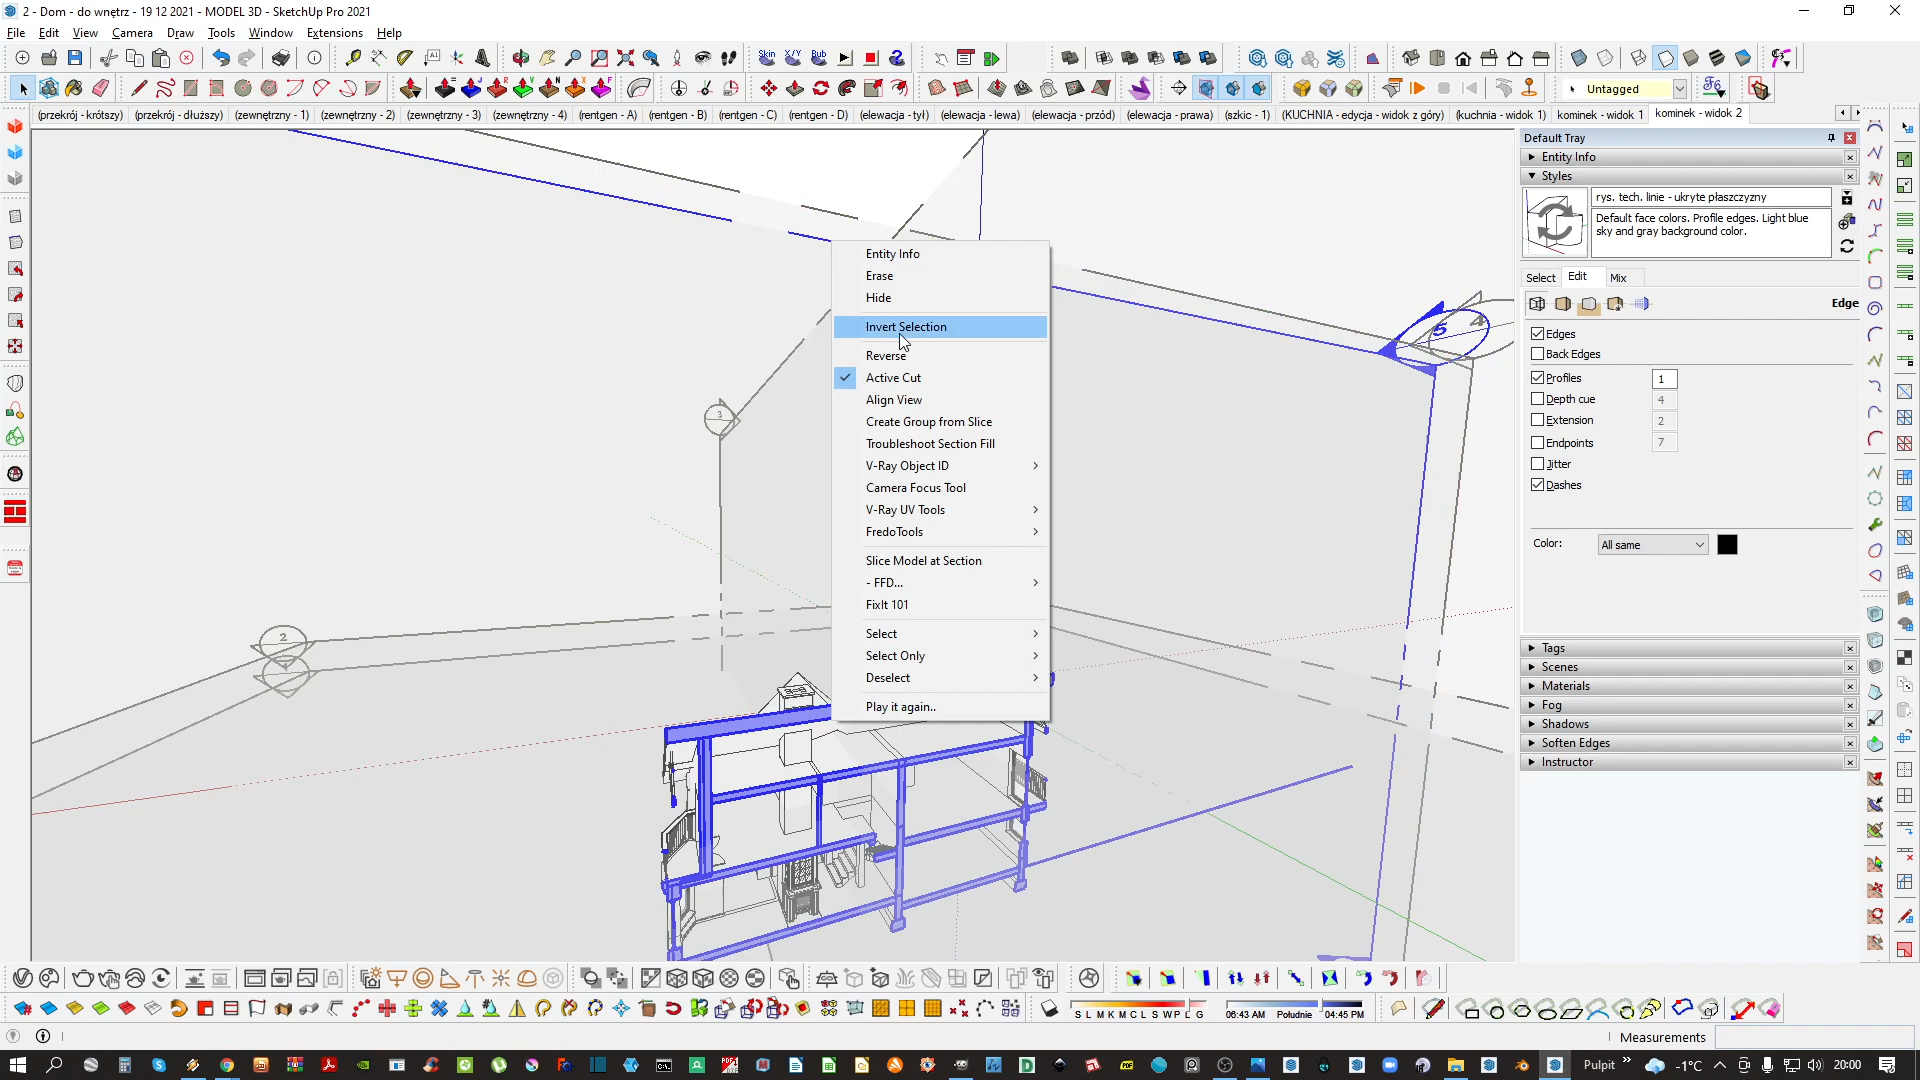 2 - Dom - do wnętrz - 19 12 2021 - MODEL 3D - SketchUp Pro 2021
File Edit View Camera Draw Tools Window Extensions Help
Skin X/Y Bub
Untagged
(przekrój - krótszy) (przekrój - dłuższy) (zewnętrzny - 1) (zewnętrzny - 2) (zewnętrzny - 3) (zewnętrzny - 4) (rentgen - A) (rentgen - B) (rentgen - C) (rentgen - D) (elewacja - tył) (elewacja - lewa) (elewacja - przód) (elewacja - prawa) (szkic - 1) (KUCHNIA - edycja - widok z góry) (kuchnia - widok 1) kominek - widok 1 kominek - widok 2
Default Tray
Entity Info
Styles
rys. tech. linie - ukryte płaszczyzny
Default face colors. Profile edges. Light blue
sky and gray background color.
Select Edit Mix
Edge
Edges
Back Edges
Profiles 1
Depth cue 4
Extension 2
Endpoints 7
Jitter
Dashes
Color: All same
Tags
Scenes
Materials
Fog
Shadows
Soften Edges
Instructor
Entity Info
Erase
Hide
Invert Selection
Reverse
Active Cut
Align View
Create Group from Slice
Troubleshoot Section Fill
V-Ray Object ID
Camera Focus Tool
V-Ray UV Tools
FredoTools
Slice Model at Section
- FFD...
FixIt 101
Select
Select Only
Deselect
Play it again..
5
4
3
2
06:43 AM Południe 04:45 PM
Measurements
Pulpit
-1°C
20:00